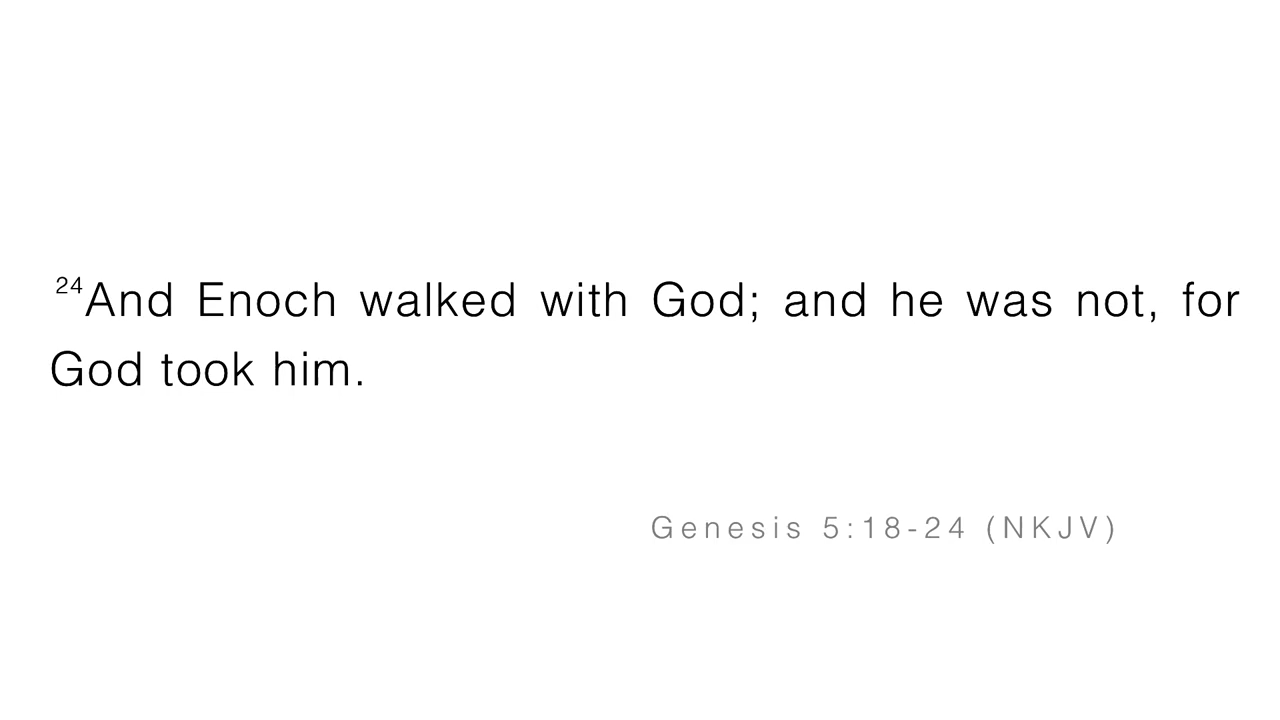 24And Enoch walked with God; and he was not, for
God took him.
Genesis 5:18-24 (NKJV)